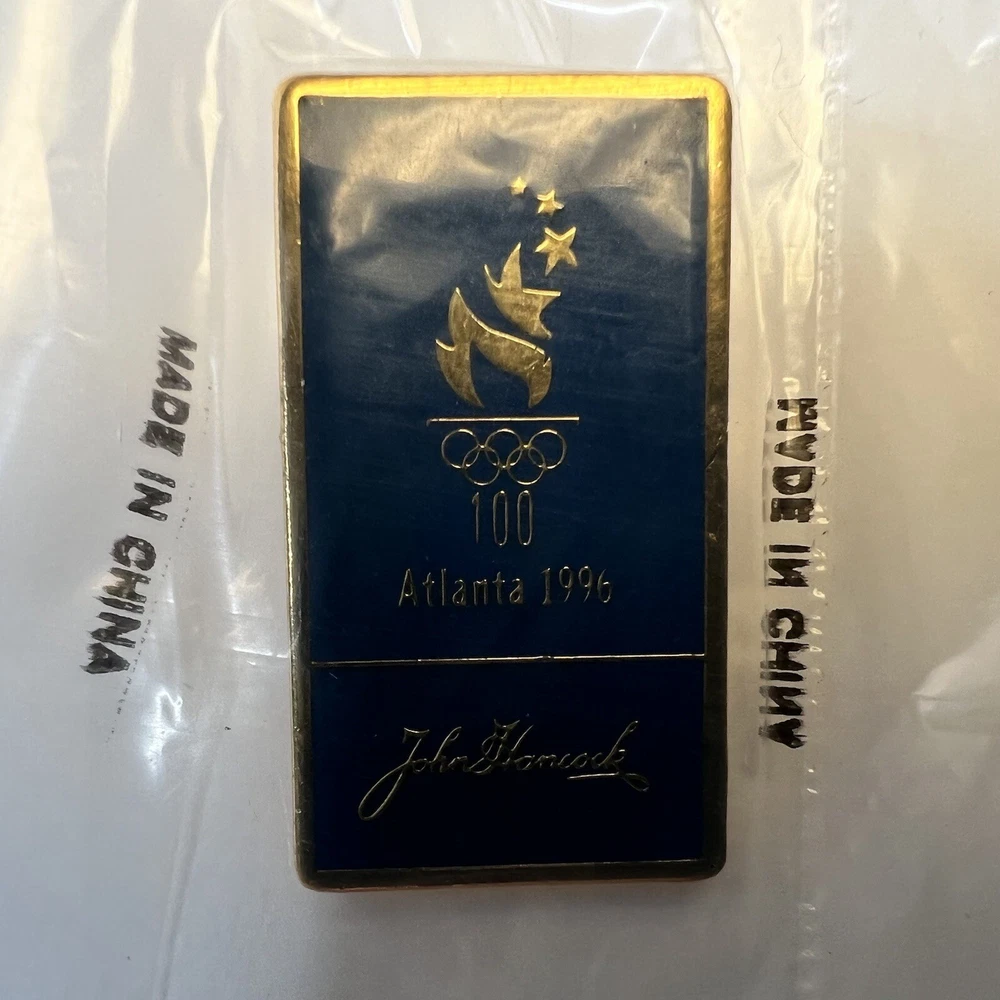 100
Atlanta 1996
John Hancock
MADE IN CHINA
MADE IN CHINA